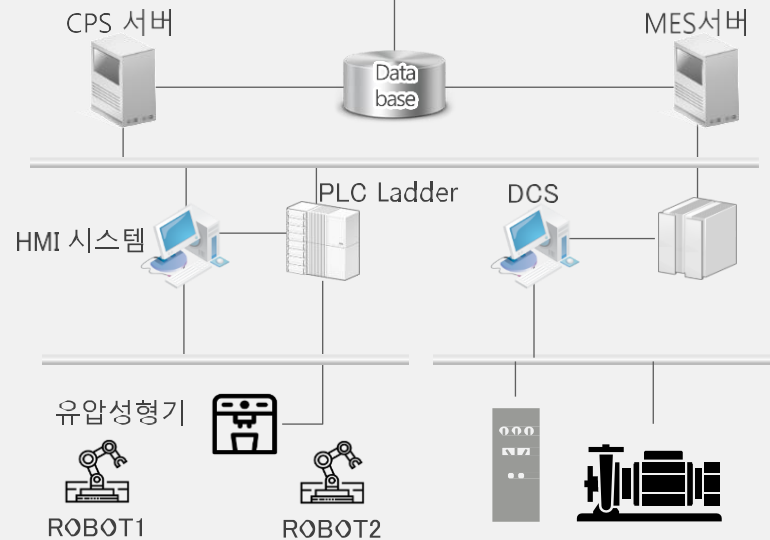 CPS 서버
MES서버
Data
base
PLC Ladder
DCS
HMI 시스템
유압성형기
ROBOT1
ROBOT2